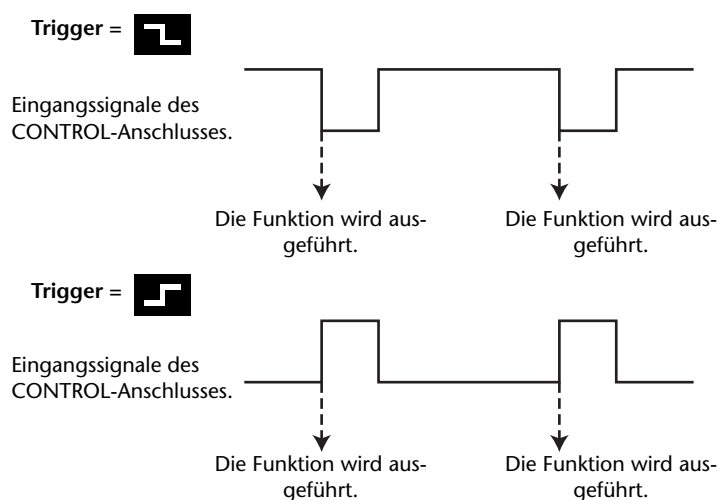 Trigger =
Eingangssignale des
CONTROL-Anschlusses.
Die Funktion wird aus-
geführt.
Die Funktion wird aus-
geführt.
Trigger =
Eingangssignale des
CONTROL-Anschlusses.
Die Funktion wird aus-
geführt.
Die Funktion wird aus-
geführt.